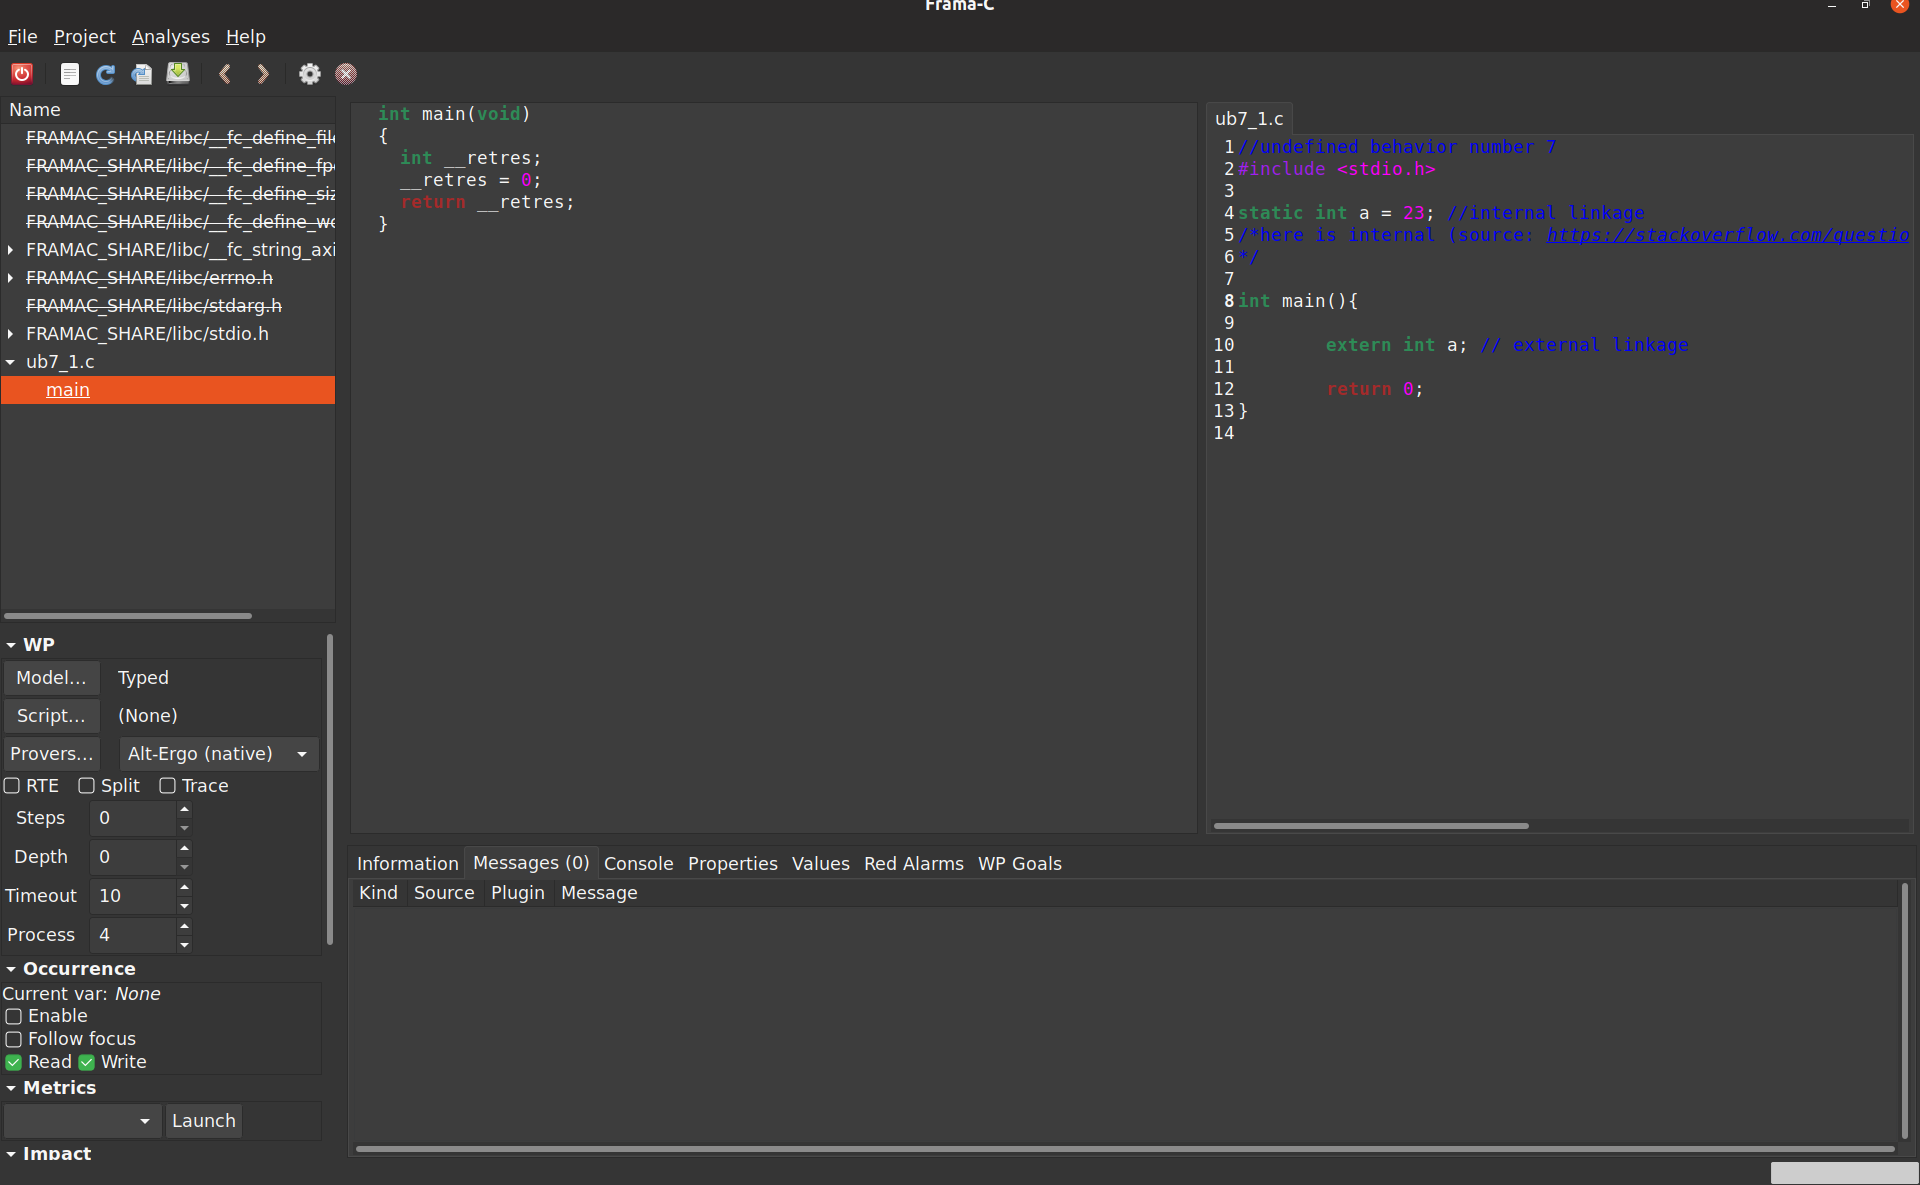 Frama-C
File Project Analyses Help
Name
FRAMAC_SHARE/libc/__fc_define_file
FRAMAC_SHARE/libc/__fc_define_fp
FRAMAC_SHARE/libc/__fc_define_siz
FRAMAC_SHARE/libc/__fc_define_wc
FRAMAC_SHARE/libc/__fc_string_axi
FRAMAC_SHARE/libc/errno.h
FRAMAC_SHARE/libc/stdarg.h
FRAMAC_SHARE/libc/stdio.h
ub7_1.c
main
int main(void)
{
int __retres;
__retres = 0;
return __retres;
}
ub7_1.c
1 //undefined behavior number 7
2 #include <stdio.h>
3
4 static int a = 23; //internal linkage
5 /*here is internal (source: https://stackoverflow.com/questio
6 */
7
8 int main(){
9
10 extern int a; // external linkage
11
12 return 0;
13 }
14
WP
Model... Typed
Script... (None)
Provers... Alt-Ergo (native)
RTE Split Trace
Steps 0
Depth 0
Timeout 10
Process 4
Occurrence
Current var: None
Enable
Follow focus
Read Write
Metrics
Launch
Impact
Information Messages (0) Console Properties Values Red Alarms WP Goals
Kind Source Plugin Message